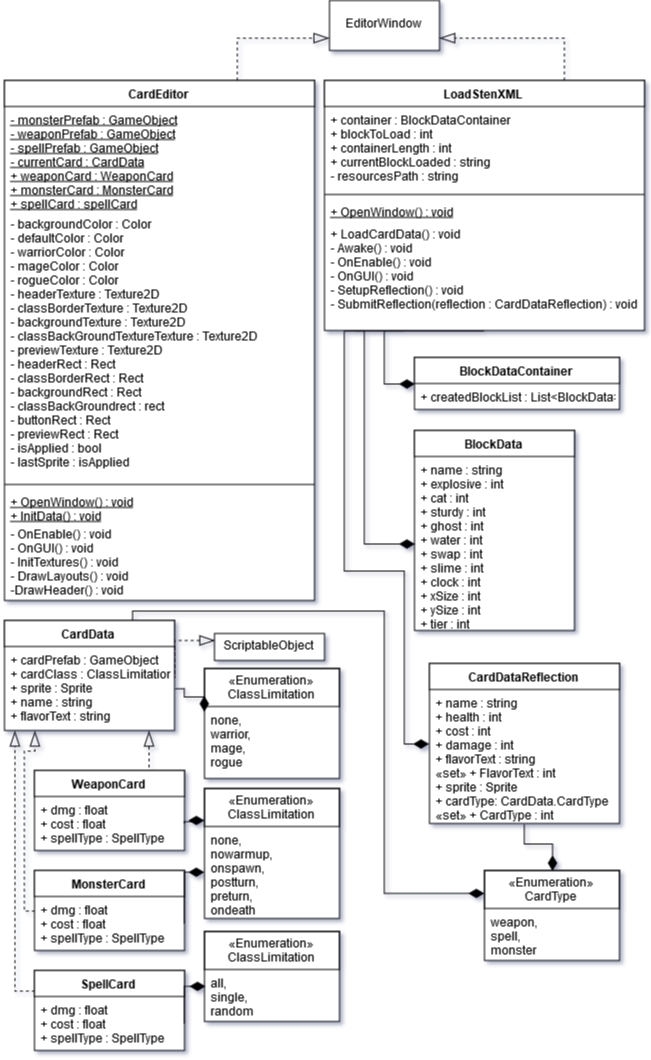 EditorWindow
CardEditor
- monsterPrefab : GameObject
- weaponPrefab : GameObject
- spellPrefab : GameObject
- currentCard : CardData
+ weaponCard : WeaponCard
+ monsterCard : MonsterCard
+ spellCard : spellCard
- backgroundColor : Color
- defaultColor : Color
- warriorColor : Color
- mageColor : Color
- rogueColor : Color
- headerTexture : Texture2D
- classBorderTexture : Texture2D
- backgroundTexture : Texture2D
- classBackGroundTextureTexture : Texture2D
- previewTexture : Texture2D
- headerRect : Rect
- classBorderRect : Rect
- backgroundRect : Rect
- classBackGroundrect : rect
- buttonRect : Rect
- previewRect : Rect
- isApplied : bool
- lastSprite : isApplied
+ OpenWindow() : void
+ InitData() : void
- OnEnable() : void
- OnGUI() : void
- InitTextures() : void
- DrawLayouts() : void
-DrawHeader() : void
LoadStenXML
+ container : BlockDataContainer
+ blockToLoad : int
+ containerLength : int
+ currentBlockLoaded : string
- resourcesPath : string
+ OpenWindow() : void
+ LoadCardData() : void
- Awake() : void
- OnEnable() : void
- OnGUI() : void
- SetupReflection() : void
- SubmitReflection(reflection : CardDataReflection) : void
BlockDataContainer
+ createdBlockList : List<BlockData>
BlockData
+ name : string
+ explosive : int
+ cat : int
+ sturdy : int
+ ghost : int
+ water : int
+ swap : int
+ slime : int
+ clock : int
+ xSize : int
+ ySize : int
+ tier : int
CardData
+ cardPrefab : GameObject
+ cardClass : ClassLimitation
+ sprite : Sprite
+ name : string
+ flavorText : string
ScriptableObject
«Enumeration»
ClassLimitation
none,
warrior,
mage,
rogue
CardDataReflection
+ name : string
+ health : int
+ cost : int
+ damage : int
+ flavorText : string
«set» + FlavorText : int
+ sprite : Sprite
+ cardType: CardData.CardType
«set» + CardType : int
WeaponCard
+ dmg : float
+ cost : float
+ spellType : SpellType
«Enumeration»
ClassLimitation
none,
nowarmup,
onspawn,
postturn,
preturn,
ondeath
MonsterCard
+ dmg : float
+ cost : float
+ spellType : SpellType
«Enumeration»
CardType
weapon,
spell,
monster
«Enumeration»
ClassLimitation
all,
single,
random
SpellCard
+ dmg : float
+ cost : float
+ spellType : SpellType